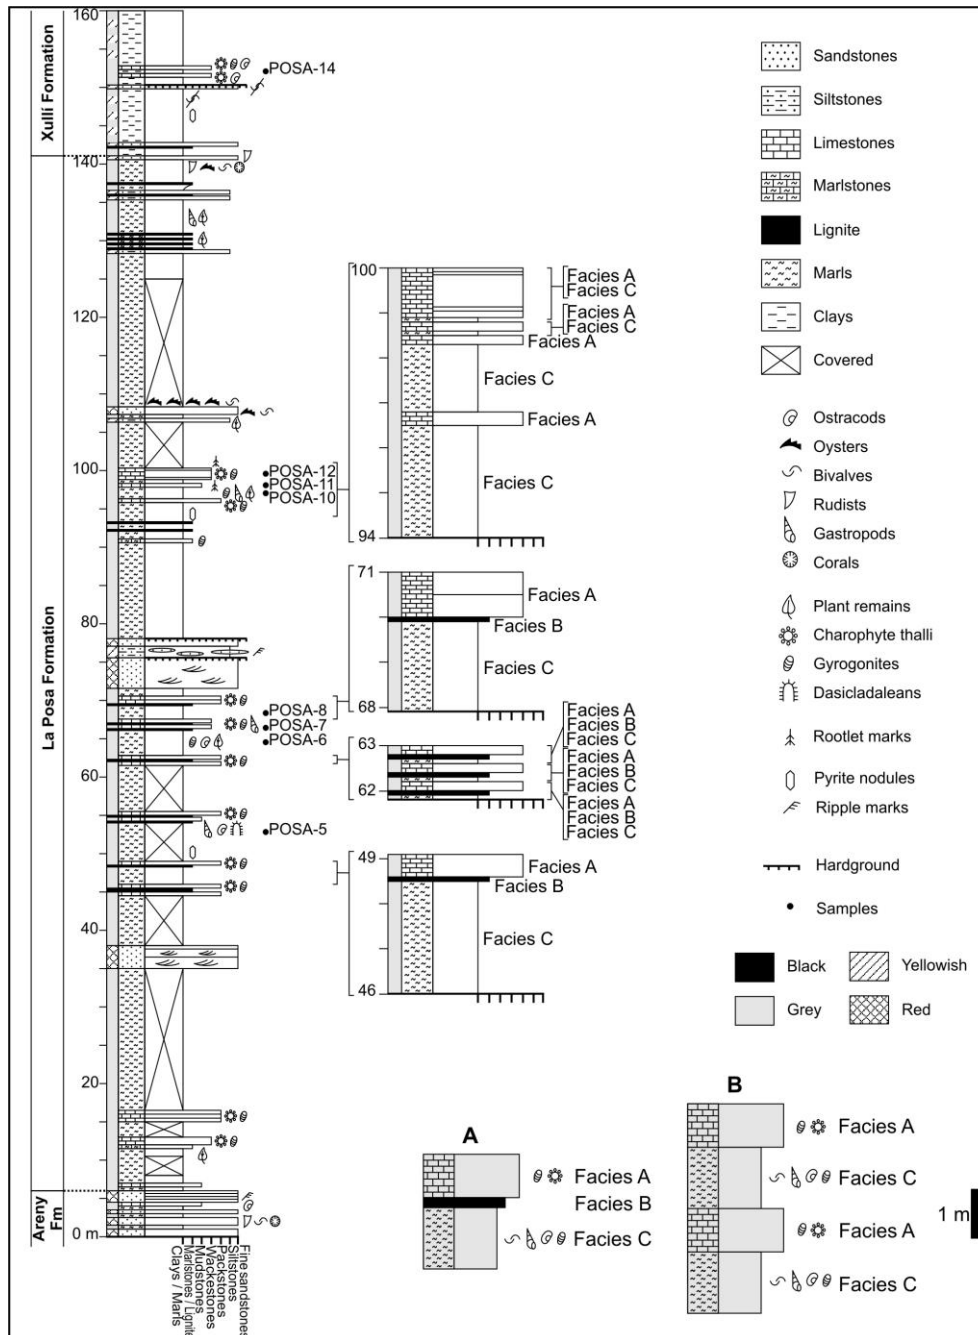 Xulli Formation
La Posa Formation
Areny
Fm
160
140
120
100
80
60
40
20
0 m
POSA-14
POSA-12
POSA-11
POSA-10
POSA-8
POSA-7
POSA-6
POSA-5
Clays / Marls
Marlstones / Lignite
Mudstones
Wackestones
Packstones
Siltstones
Fine sandstones
100
94
Facies A
Facies C
Facies A
Facies C
Facies A
Facies C
Facies A
Facies C
71
68
Facies A
Facies B
Facies C
63
62
Facies A
Facies B
Facies C
Facies A
Facies B
Facies C
Facies A
Facies B
Facies C
49
46
Facies A
Facies B
Facies C
A
Facies A
Facies B
Facies C
B
Facies A
Facies C
Facies A
Facies C
1 m
Sandstones
Siltstones
Limestones
Marlstones
Lignite
Marls
Clays
Covered
Ostracods
Oysters
Bivalves
Rudists
Gastropods
Corals
Plant remains
Charophyte thalli
Gyrogonites
Dasicladaleans
Rootlet marks
Pyrite nodules
Ripple marks
Hardground
Samples
Black
Yellowish
Grey
Red